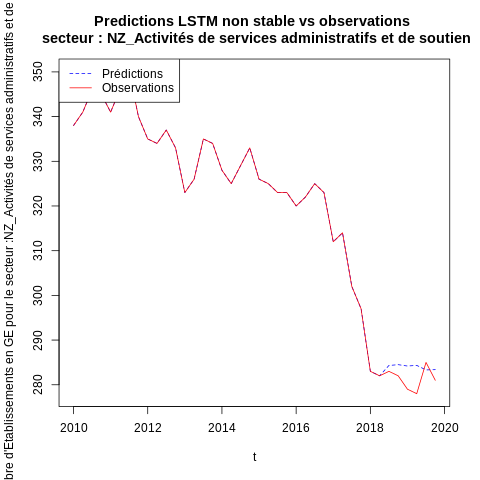 Predictions LSTM non stable vs observations
secteur : NZ_Activités de services administratifs et de soutien
bre d'Etablissements en GE pour le secteur :NZ_Activités de services administratifs et de
350
340
330
320
310
300
290
280
Prédictions
Observations
2010
2012
2014
2016
2018
2020
t